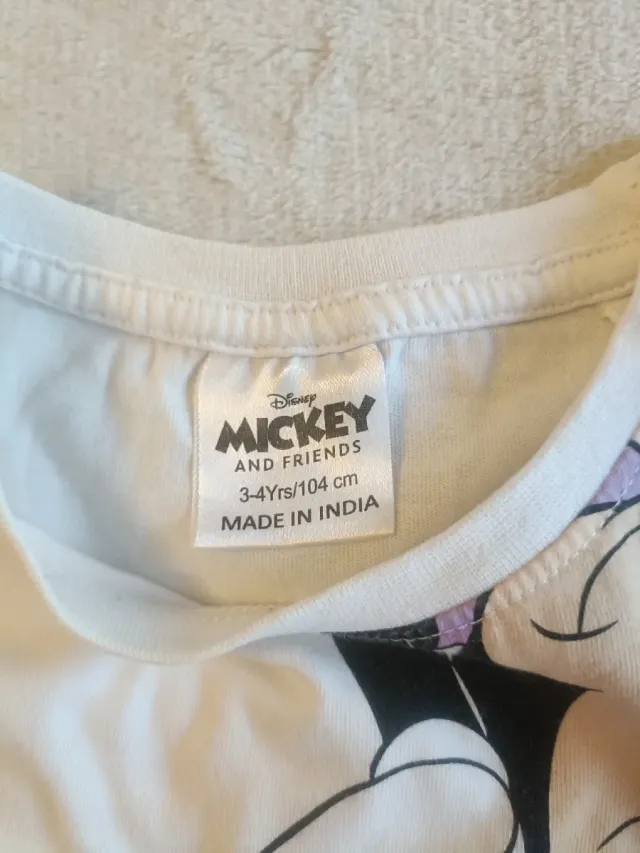 Disney
MICKEY
AND FRIENDS
3-4Yrs/104 cm
MADE IN INDIA